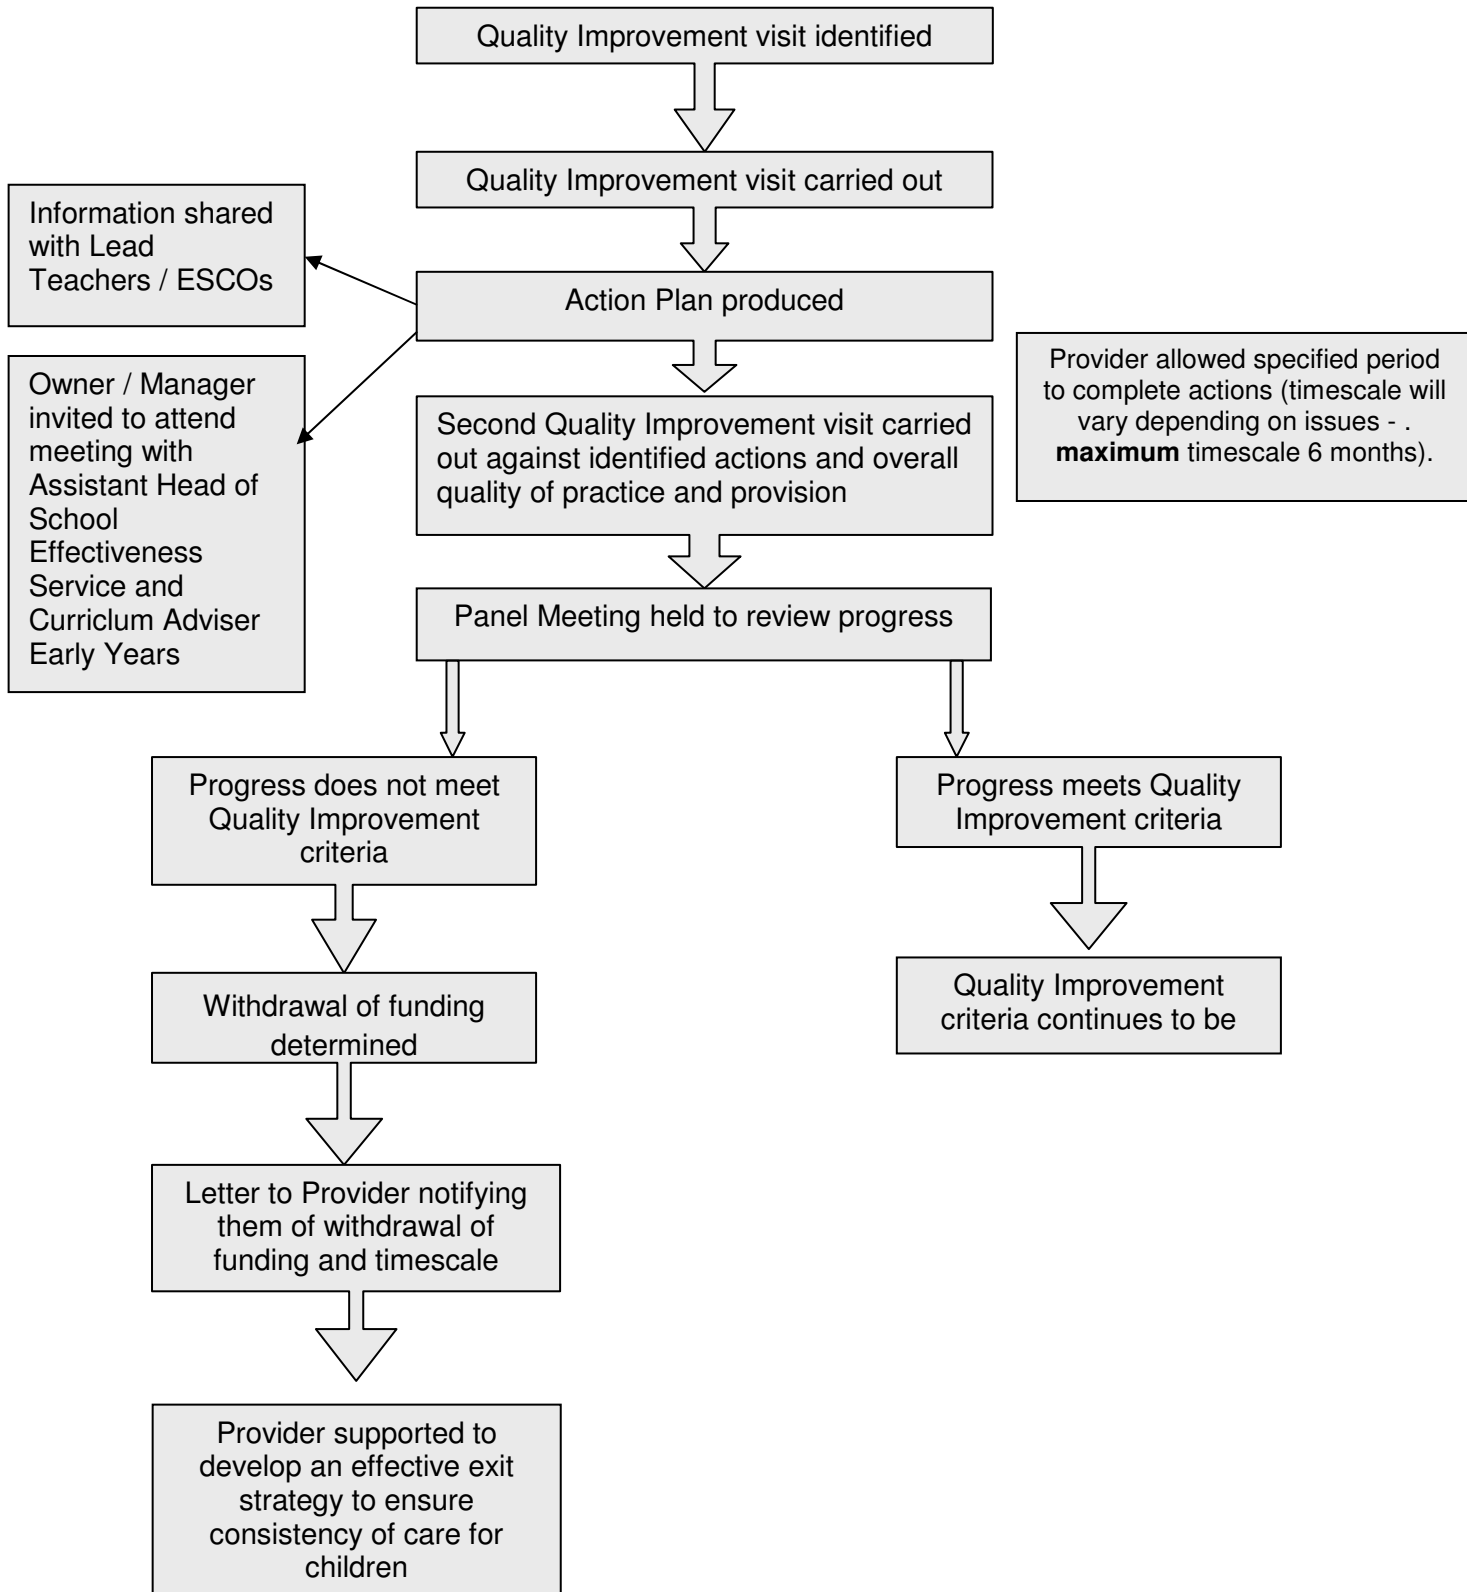 Quality Improvement visit identified
Quality Improvement visit carried out
Information shared
with Lead
Teachers / ESCOs
Action Plan produced
Owner / Manager
invited to attend
meeting with
Assistant Head of
School
Effectiveness
Service and
Curriclum Adviser
Early Years
Provider allowed specified period
to complete actions (timescale will
vary depending on issues - .
maximum timescale 6 months).
Second Quality Improvement visit carried
out against identified actions and overall
quality of practice and provision
Panel Meeting held to review progress
Progress does not meet
Quality Improvement
criteria
Progress meets Quality
Improvement criteria
Withdrawal of funding
determined
Quality Improvement
criteria continues to be
Letter to Provider notifying
them of withdrawal of
funding and timescale
Provider supported to
develop an effective exit
strategy to ensure
consistency of care for
children